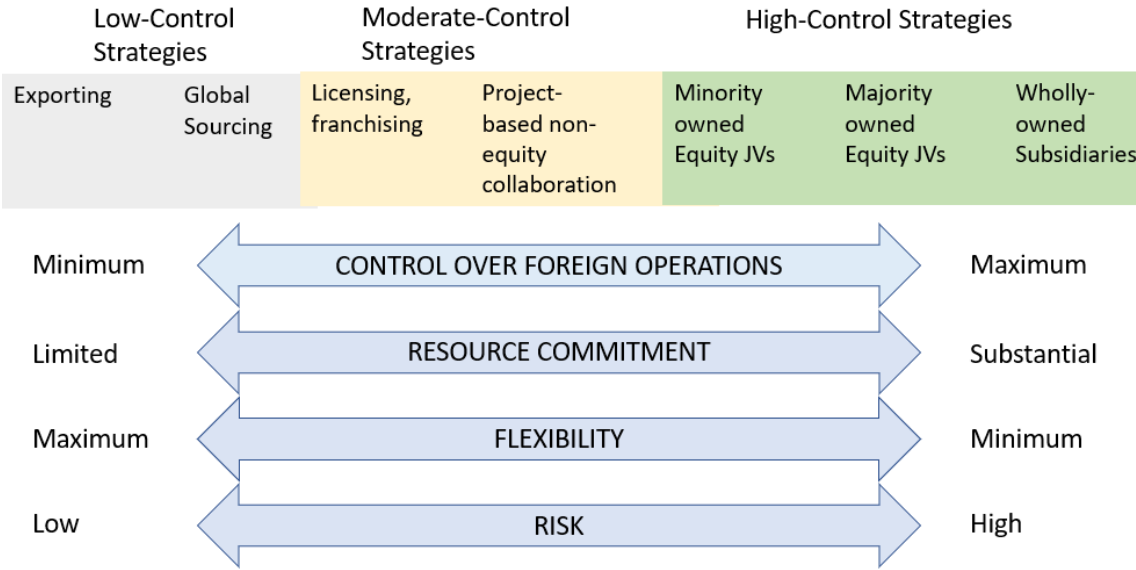 Low-Control
Strategies
Moderate-Control
Strategies
High-Control Strategies
Exporting
Global
Sourcing
Licensing,
franchising
Project-
based non-
equity
collaboration
Minority
owned
Equity JVs
Majority
owned
Equity JVs
Wholly-
owned
Subsidiaries
Minimum
CONTROL OVER FOREIGN OPERATIONS
Maximum
Limited
RESOURCE COMMITMENT
Substantial
Maximum
FLEXIBILITY
Minimum
Low
RISK
High